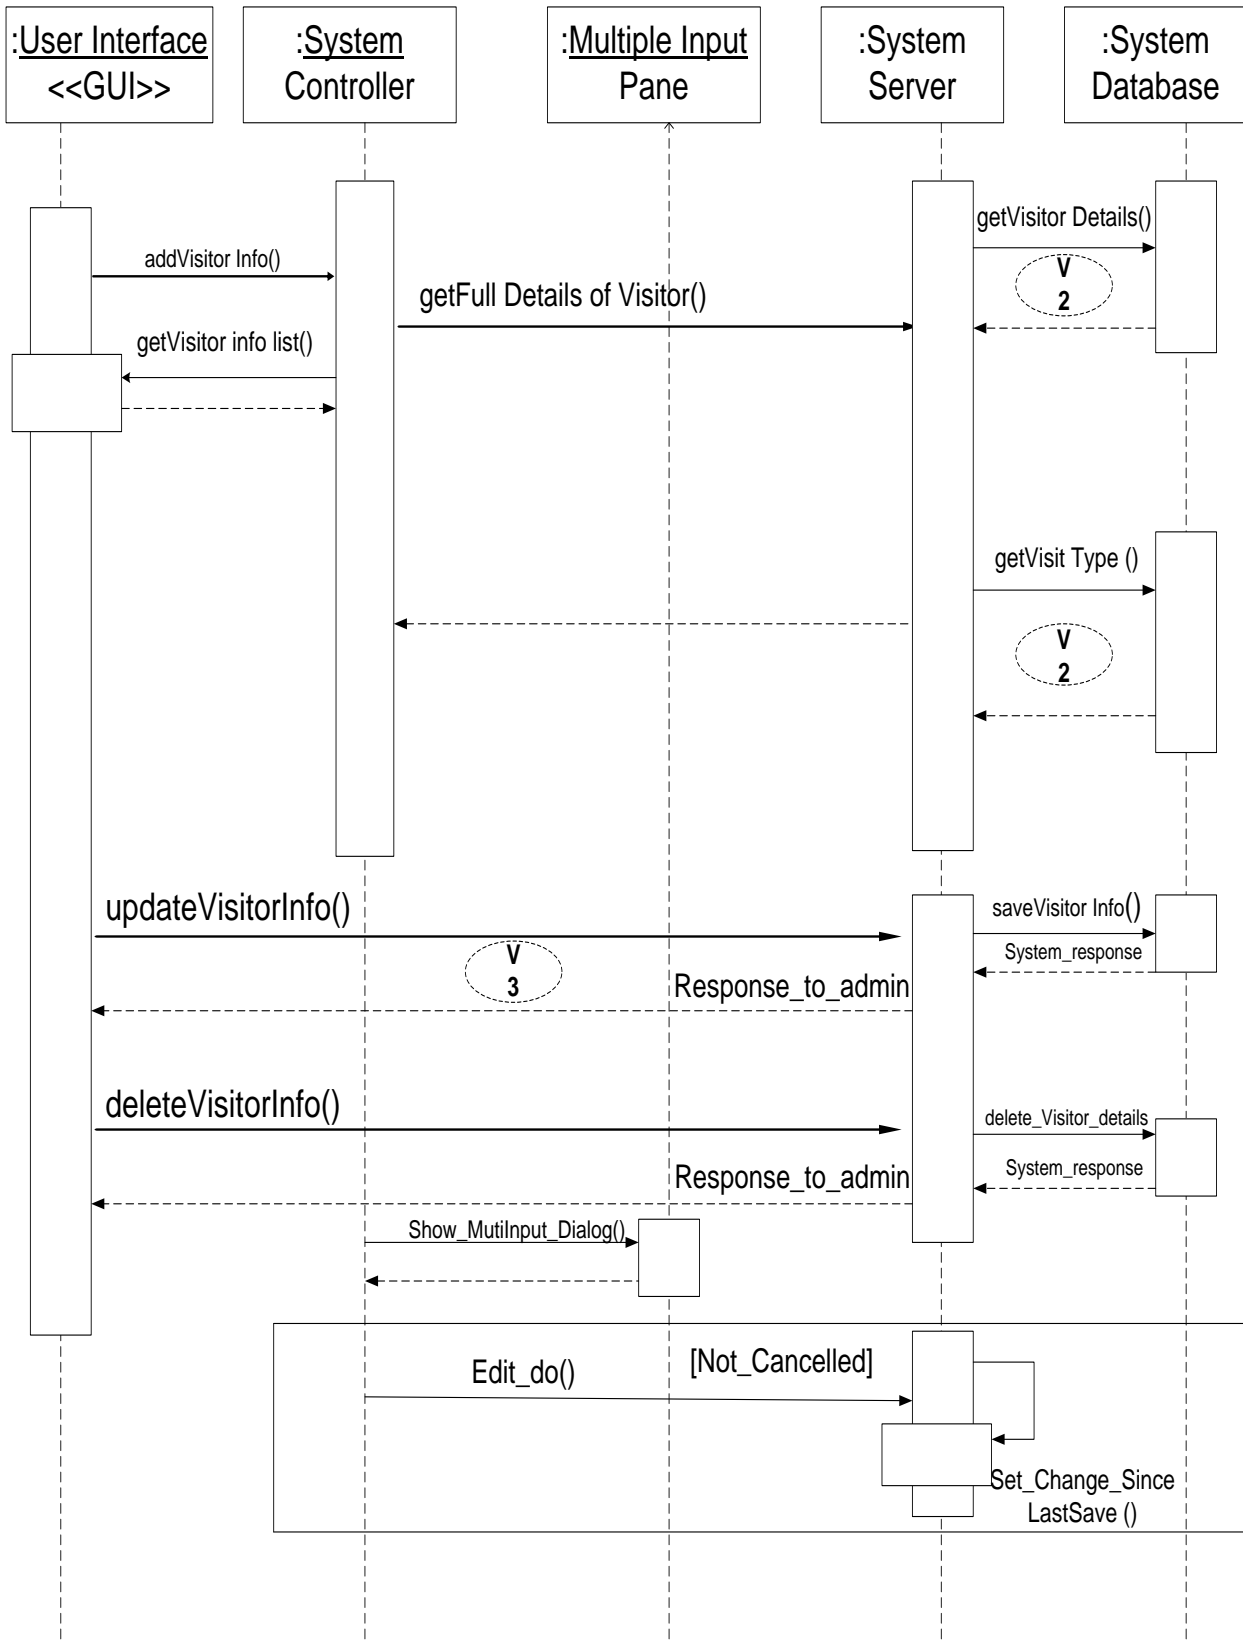 :User Interface
<<GUI>>
:System
Controller
:Multiple Input
Pane
:System
Server
:System
Database
getVisitor Details()
addVisitor Info()
V
2
getFull Details of Visitor()
getVisitor info list()
getVisit Type ()
V
2
updateVisitorInfo()
saveVisitor Info()
V
3
System_response
Response_to_admin
deleteVisitorInfo()
delete_Visitor_details
Response_to_admin
System_response
Show_MutiInput_Dialog()
[Not_Cancelled]
Edit_do()
Set_Change_Since
LastSave ()